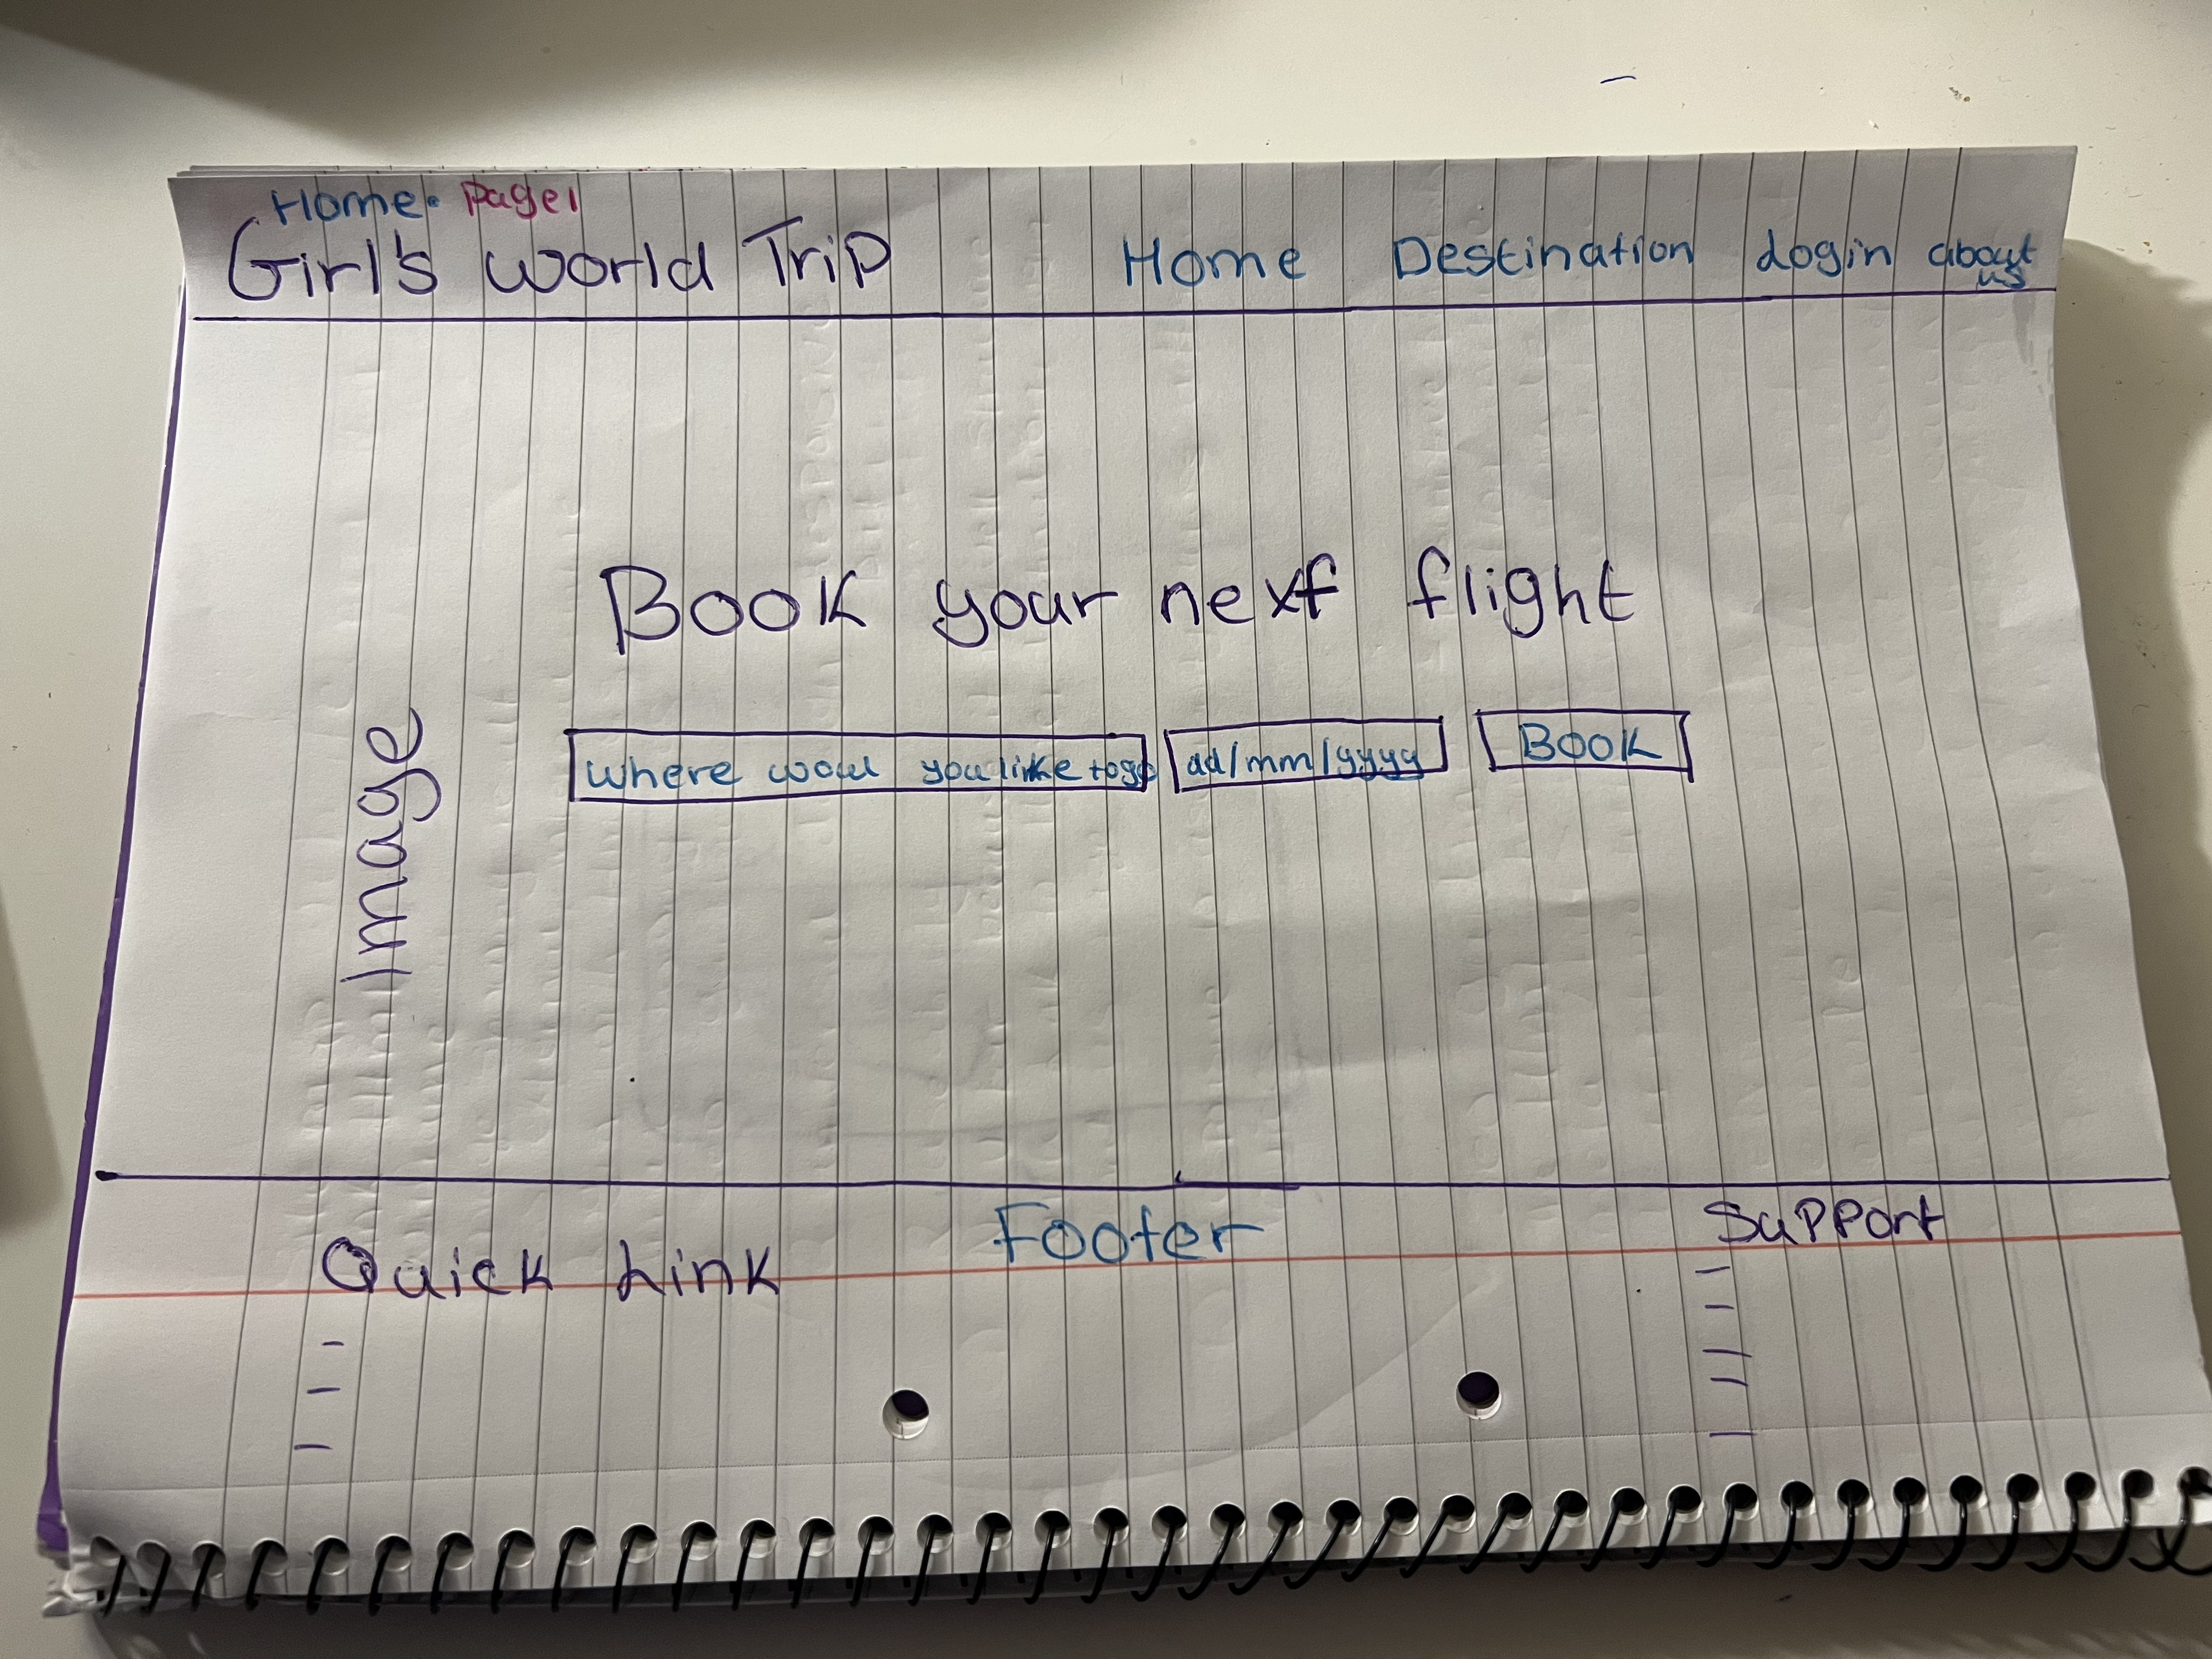 Home. Page1
Girl's World Trip Home Destination Login about us
Book your next flight
Where woul you like to go dd/mm/yyyy Book
Image
Footer
Quick Link Support